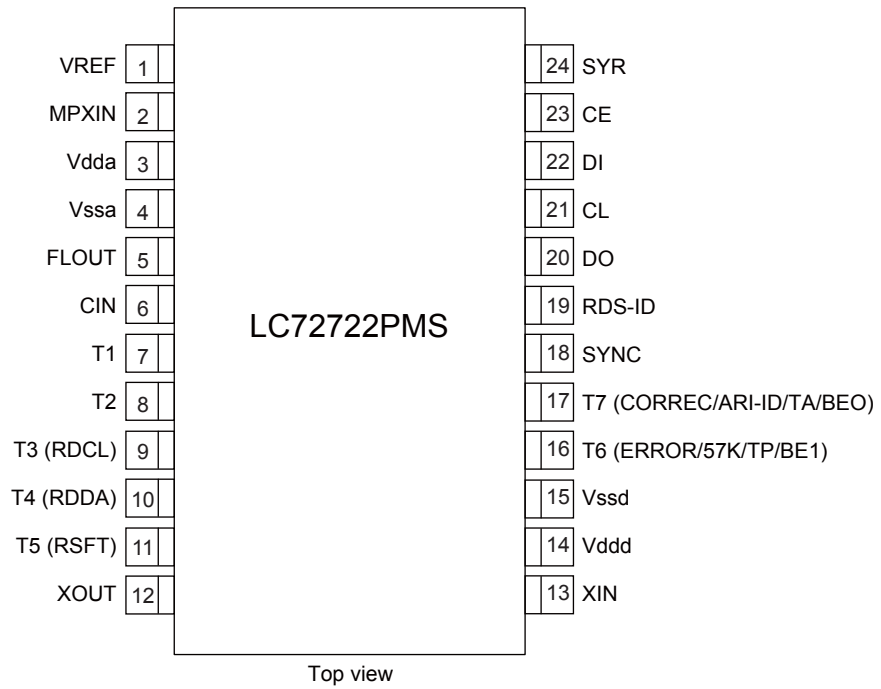 VREF 1
MPXIN 2
Vdda 3
Vssa 4
FLOUT 5
CIN 6
T1 7
T2 8
T3 (RDCL) 9
T4 (RDDA) 10
T5 (RSFT) 11
XOUT 12
LC72722PMS
24 SYR
23 CE
22 DI
21 CL
20 DO
19 RDS-ID
18 SYNC
17 T7 (CORREC/ARI-ID/TA/BEO)
16 T6 (ERROR/57K/TP/BE1)
15 Vssd
14 Vddd
13 XIN
Top view